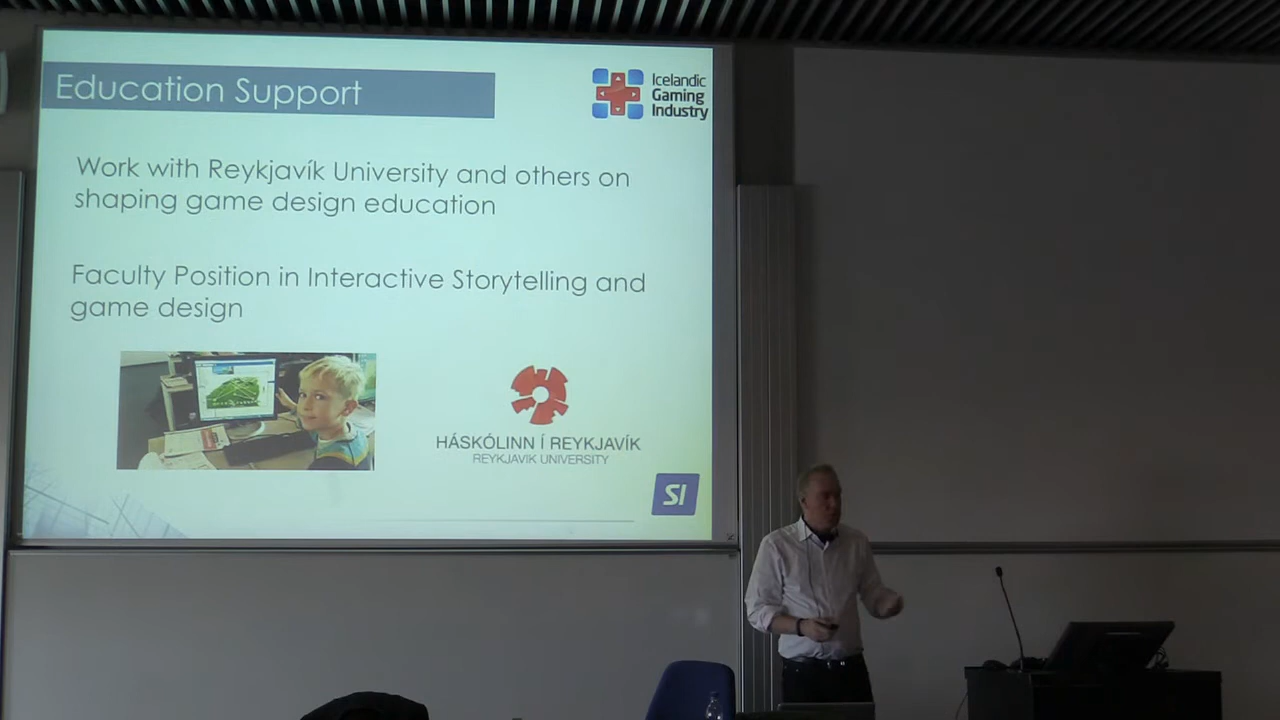 Education Support
Icelandic
Gaming
Industry
Work with Reykjavík University and others on
shaping game design education
Faculty Position in Interactive Storytelling and
game design
HÁSKÓLINN Í REYKJAVÍK
REYKJAVIK UNIVERSITY
SI